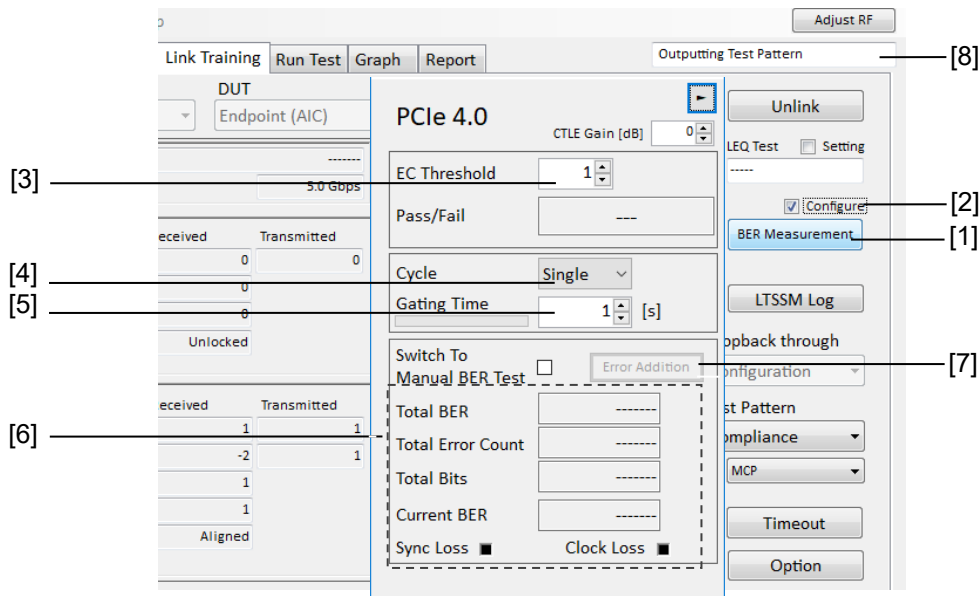 Adjust RF
Link Training Run Test Graph Report Outputting Test Pattern [8]
DUT
Endpoint (AIC)
PCIe 4.0
CTLE Gain [dB] 0
Unlink
LEQ Test Setting
-----
-------
5.0 Gbps
[3] EC Threshold 1
Configure [2]
Pass/Fail ---
BER Measurement [1]
eceived Transmitted
0 0
0
0
Unlocked
[4] Cycle Single
[5] Gating Time 1 [s]
LTSSM Log
opback through
onfiguration
Switch To
Manual BER Test
Error Addition [7]
eceived Transmitted
1 1
-2 1
1
1
Aligned
[6]
Total BER -------
Total Error Count -------
Total Bits -------
Current BER -------
Sync Loss Clock Loss
st Pattern
ompliance
MCP
Timeout
Option